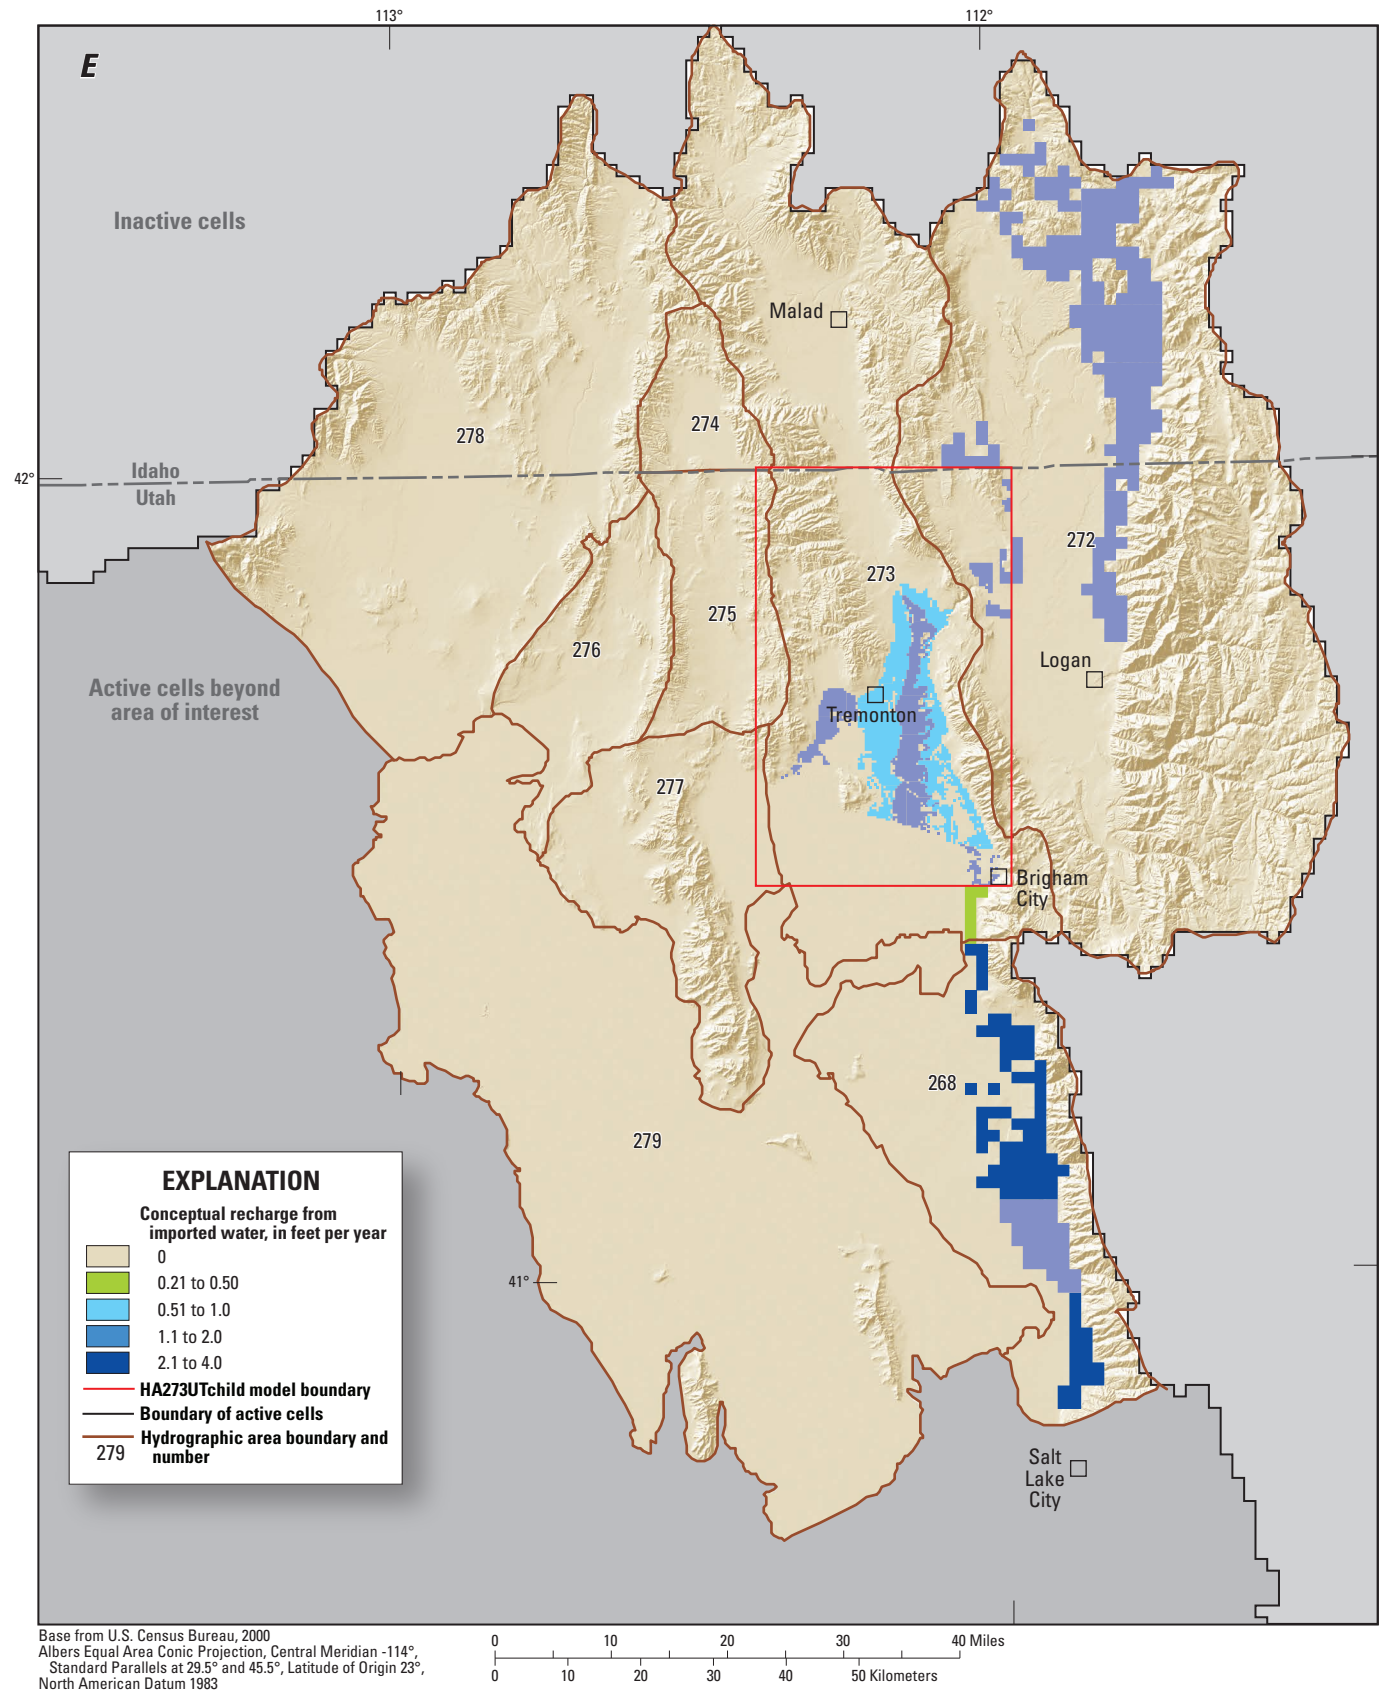 113°
112°
E
Inactive cells
Malad
278
274
Idaho
42°
Utah
272
273
275
276
Logan
Active cells beyond
area of interest
Tremonton
277
Brigham
City
268
279
41°
EXPLANATION
Conceptual recharge from
imported water, in feet per year
0
0.21 to 0.50
0.51 to 1.0
1.1 to 2.0
2.1 to 4.0
HA273UTchild model boundary
Boundary of active cells
Hydrographic area boundary and
279 number
Salt
Lake
City
Base from U.S. Census Bureau, 2000
Albers Equal Area Conic Projection, Central Meridian -114°,
Standard Parallels at 29.5° and 45.5°, Latitude of Origin 23°,
North American Datum 1983
0 10 20 30 40 Miles
0 10 20 30 40 50 Kilometers